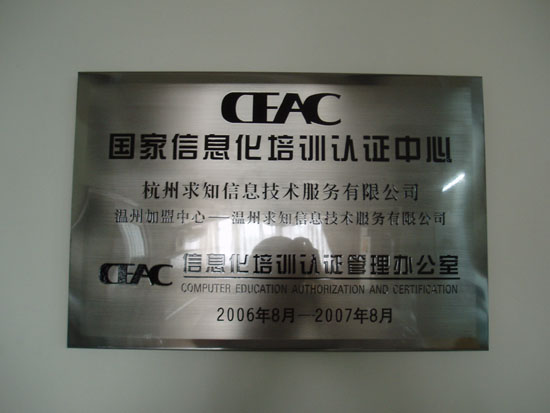 CEAC
国家信息化培训认证中心
杭州求知信息技术服务有限公司
温州加盟中心——温州求知信息技术服务有限公司
CEAC 信息化培训认证管理办公室
COMPUTER EDUCATION AUTHORIZATION AND CERTIFICATION
2006年8月—2007年8月